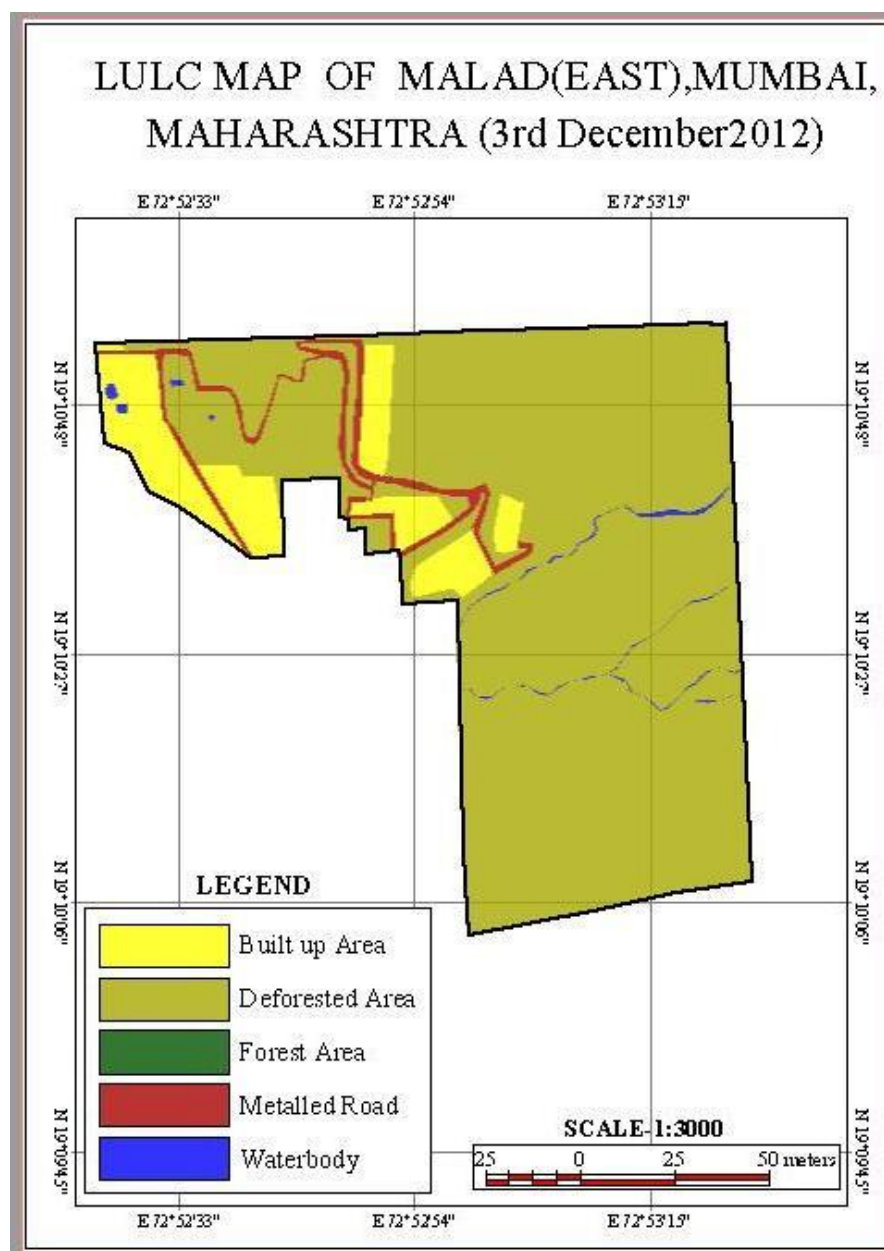 LULC MAP OF MALAD(EAST),MUMBAI,
MAHARASHTRA (3rd December2012)
E 72°52'33" E 72°52'54" E 73°53'15"
N 19°10'48" N 19°10'48"
N 19°10'27" N 19°10'27"
N 19°10'06" N 19°10'06"
LEGEND
Built up Area
Deforested Area
Forest Area
Metalled Road
Waterbody
SCALE-1:3000
25 0 25 50 meters
N 19°09'45" N 19°09'45"
E 72°52'33" E 72°52'54" E 72°53'15"